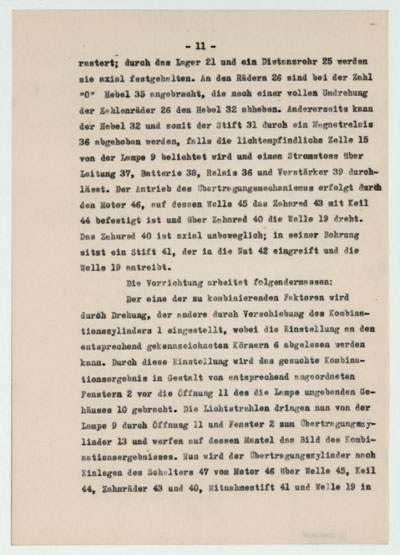 - 11 -
rastert; durch das Lager 21 und ein Distanzrohr 25 werden
sie axial festgehalten. An den Rädern 26 sind bei der Zahl
"0" Hebel 35 angebracht, die nach einer vollen Umdrehung
der Zahlenräder 26 den Hebel 32 abheben. Andererseits kann
der Hebel 32 und somit der Stift 31 durch ein Magnetrelais
36 abgehoben werden, falls die lichtempfindliche Zelle 15
von der Lampe 9 belichtet wird und einen Stromstoss über
Leitung 37, Batterie 38, Relais 36 und Verstärker 39 durch-
lässt. Der Antrieb des Übertragungsmechanismus erfolgt durch
den Motor 46, auf dessen Welle 45 das Zahnrad 43 mit Keil
44 befestigt ist und über Zahnrad 40 die Welle 19 dreht.
Das Zahnrad 40 ist axial unbeweglich; in seiner Bohrung
sitzt ein Stift 41, der in die Nut 42 eingreift und die
Welle 19 antreibt.
Die Vorrichtung arbeitet folgendermassen:
Der eine der zu kombinierenden Faktoren wird
durch Drehung, der andere durch Verschiebung des Kombina-
tionszylinders 1 eingestellt, wobei die Einstellung an den
entsprechend gekennzeichneten Körnern 6 abgelesen werden
kann. Durch diese Einstellung wird das gesuchte Kombina-
tionsergebnis in Gestalt von entsprechend angeordneten
Fenstern 2 vor die Öffnung 11 des die Lampe umgebenden Ge-
häuses 10 gebracht. Die Lichtstrahlen dringen nun von der
Lampe 9 durch Öffnung 11 und Fenster 2 zum Übertragungszy-
linder 13 und werfen auf dessen Mantel das Bild des Kombi-
nationsergebnisses. Nun wird der Übertragungszylinder nach
Einlegen des Schalters 47 vom Motor 46 über Welle 45, Keil
44, Zahnräder 43 und 40, Mitnahmestift 41 und Welle 19 in